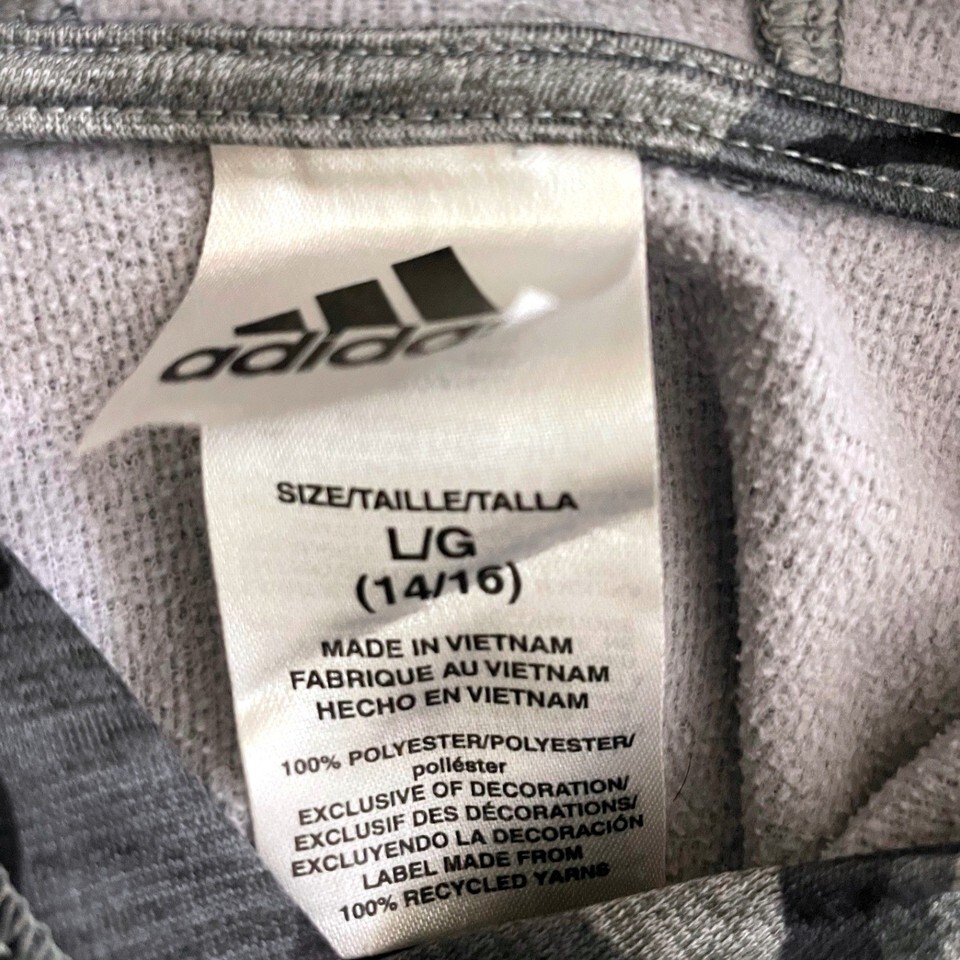 adidas
SIZE/TAILLE/TALLA
L/G
(14/16)
MADE IN VIETNAM
FABRIQUE AU VIETNAM
HECHO EN VIETNAM
100% POLYESTER/POLYESTER/
poliéster
EXCLUSIVE OF DECORATION/
EXCLUSIF DES DÉCORATIONS/
EXCLUYENDO LA DECORACIÓN
LABEL MADE FROM
100% RECYCLED YARNS